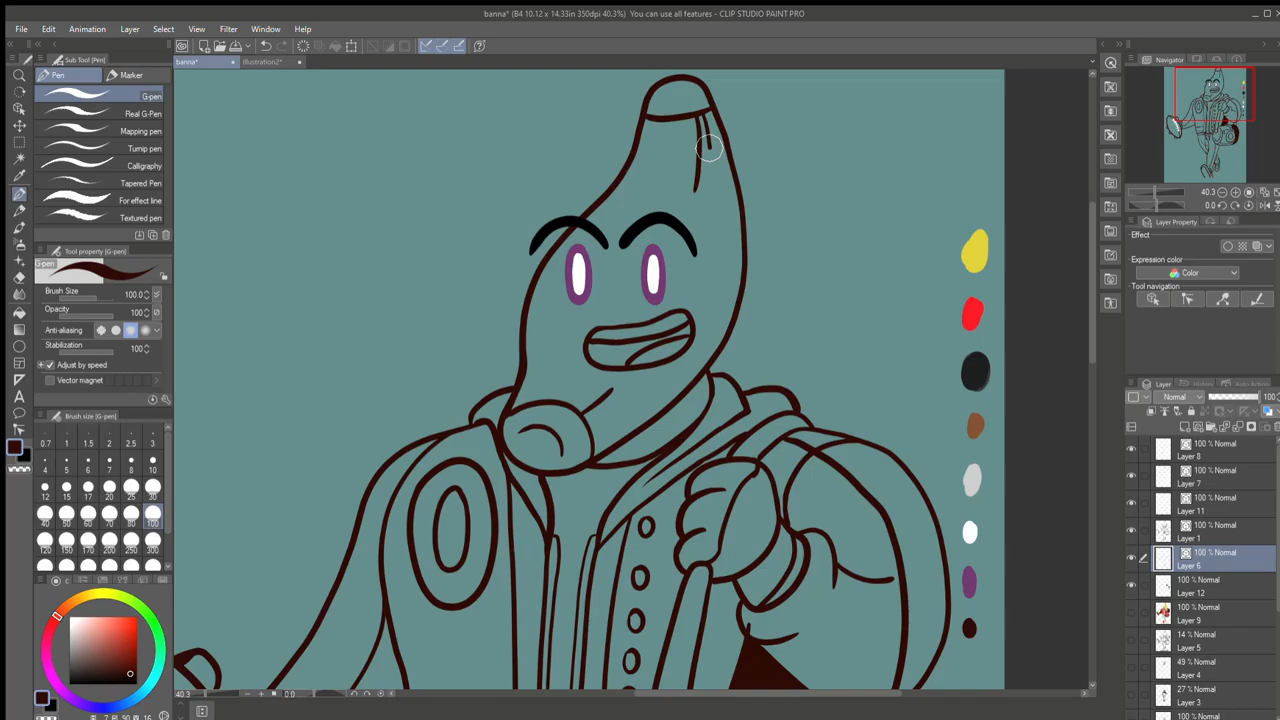 banna* (B4 10.12 x 14.33in 350dpi 40.3%) You can use all features - CLIP STUDIO PAINT PRO
File Edit Animation Layer Select View Filter Window Help
banna* Illustration2*
Sub Tool [Pen]
Pen Marker
G-pen
Real G-Pen
Mapping pen
Turnip pen
Calligraphy
Tapered Pen
For effect line
Textured pen
Tool property [G-pen]
G-pen
Brush Size 100.0
Opacity 100
Anti-aliasing
Stabilization 100
Adjust by speed
Vector magnet
Brush size [G-pen]
0.7 1 1.5 2 2.5 3
4 5 6 7 8 10
12 15 17 20 25 30
40 50 60 70 80 100
120 150 170 200 250 300
40.3 0.0
Navigator
40.3
0.0
Layer Property
Effect
Expression color
Color
Tool navigation
Layer History Auto Action
Normal 100
100 % Normal
Layer 8
100 % Normal
Layer 7
100 % Normal
Layer 11
100 % Normal
Layer 1
100 % Normal
Layer 6
100 % Normal
Layer 12
100 % Normal
Layer 9
14 % Normal
Layer 5
49 % Normal
Layer 4
27 % Normal
Layer 3
100 % Normal